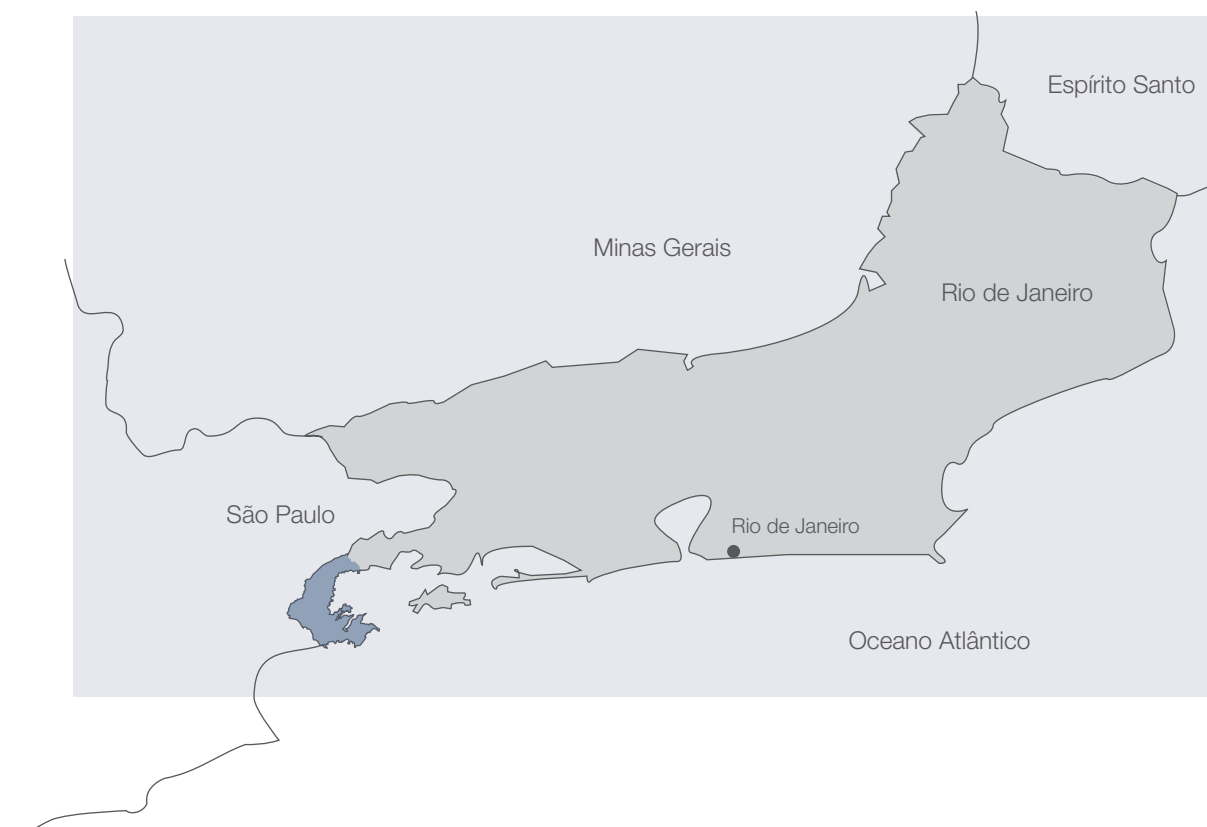 Espírito Santo
Minas Gerais
Rio de Janeiro
São Paulo
Rio de Janeiro
Oceano Atlântico